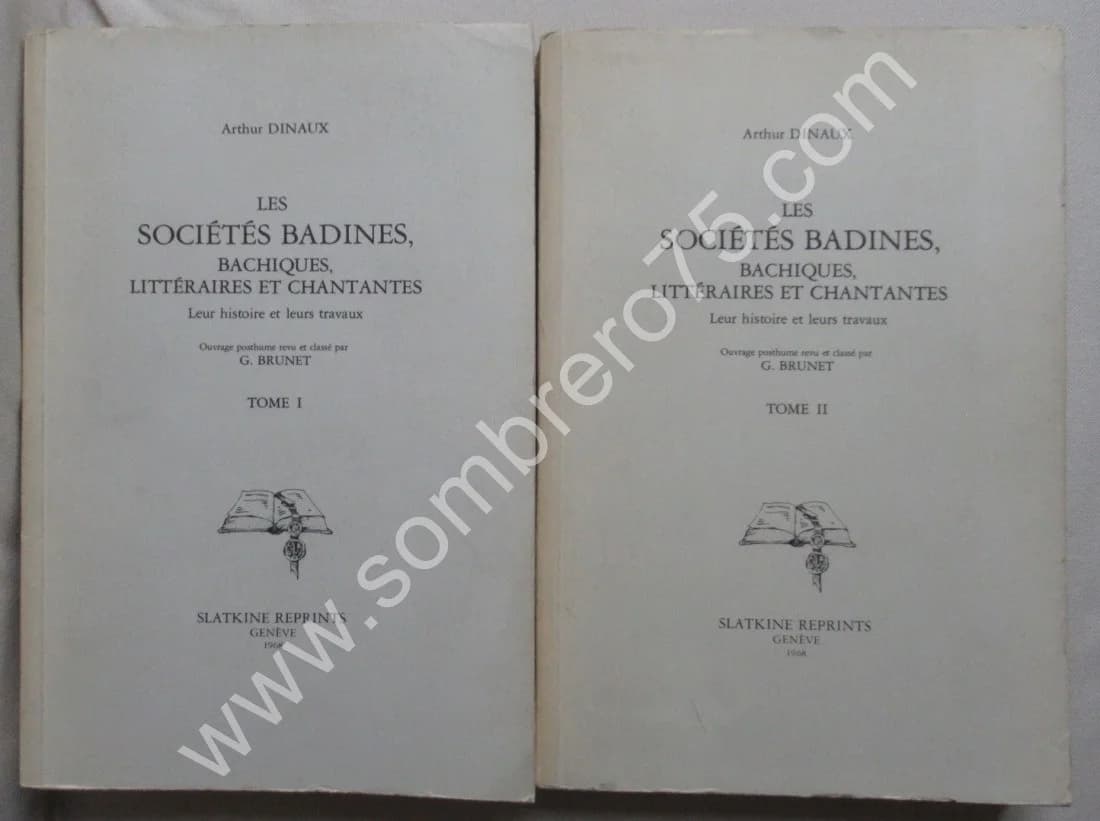 Arthur DINAUX
LES
SOCIÉTÉS BADINES,
BACHIQUES,
LITTÉRAIRES ET CHANTANTES
Leur histoire et leurs travaux
Ouvrage posthume revu et classé par
G. BRUNET
TOME I
SLATKINE REPRINTS
GENÈVE
1968
Arthur DINAUX
LES
SOCIÉTÉS BADINES,
BACHIQUES,
LITTÉRAIRES ET CHANTANTES
Leur histoire et leurs travaux
Ouvrage posthume revu et classé par
G. BRUNET
TOME II
SLATKINE REPRINTS
GENÈVE
1968
www.sombrero75.com